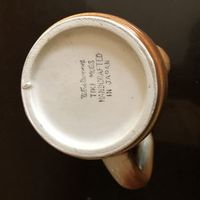 TIKI MUGS
HANDCRAFTED
IN JAPAN